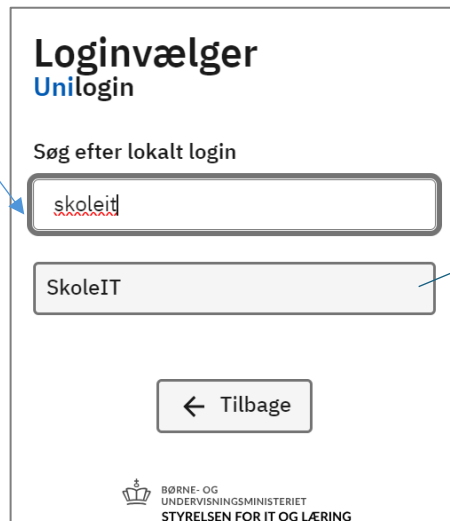 Loginvælger
Unilogin
Søg efter lokalt login
skoleit
SkoleIT
← Tilbage
BØRNE- OG
UNDERVISNINGSMINISTERIET
STYRELSEN FOR IT OG LÆRING